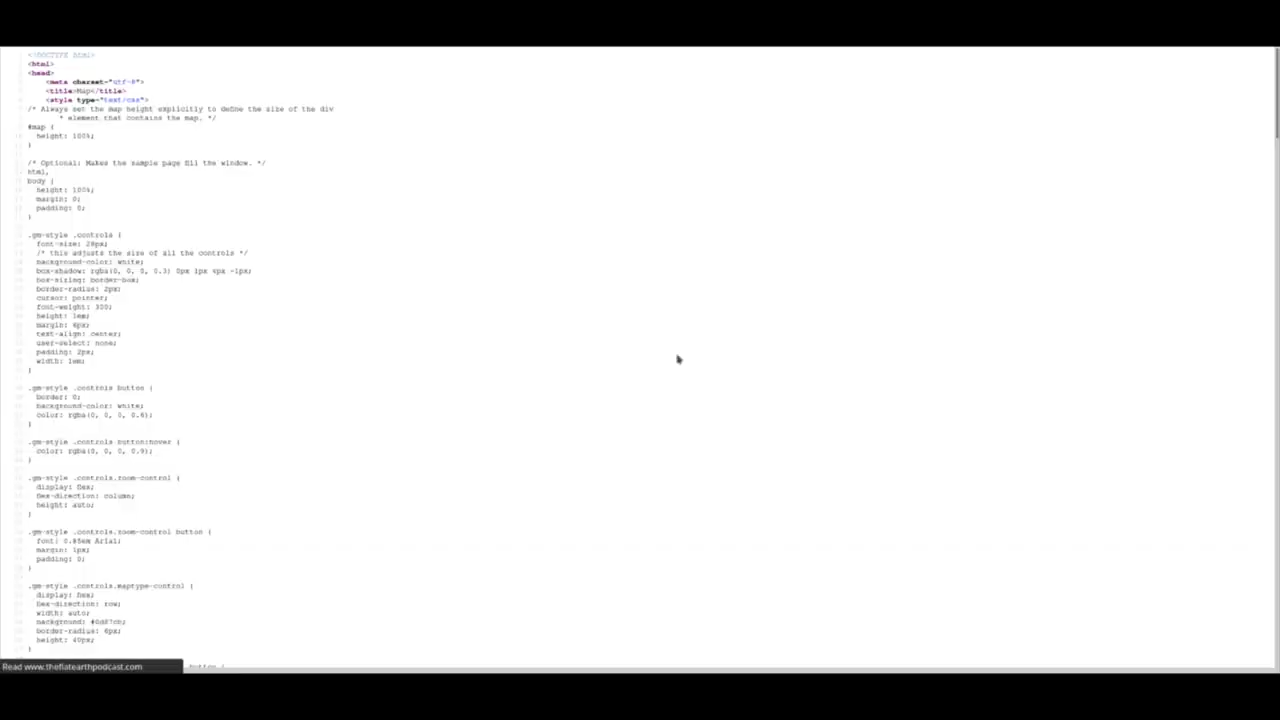 <!DOCTYPE html>
<html>
<head>
<meta charset="utf-8">
<title>Map</title>
<style type="text/css">
/* Always set the map height explicitly to define the size of the div
* element that contains the map. */
#map {
height: 100%;
}
/* Optional: Makes the sample page fill the window. */
html,
body {
height: 100%;
margin: 0;
padding: 0;
}
.gm-style .controls {
font-size: 28px;
/* this adjusts the size of all the controls */
background-color: white;
box-shadow: rgba(0, 0, 0, 0.3) 0px 1px 4px -1px;
box-sizing: border-box;
border-radius: 2px;
cursor: pointer;
font-weight: 300;
height: 1em;
margin: 6px;
text-align: center;
user-select: none;
padding: 2px;
width: 1em;
}
.gm-style .controls button {
border: 0;
background-color: white;
color: rgba(0, 0, 0, 0.6);
}
.gm-style .controls button:hover {
color: rgba(0, 0, 0, 0.9);
}
.gm-style .controls.zoom-control {
display: flex;
flex-direction: column;
height: auto;
}
.gm-style .controls.zoom-control button {
font: 0.85em Arial;
margin: 1px;
padding: 0;
}
.gm-style .controls.maptype-control {
display: flex;
flex-direction: row;
width: auto;
background:
border-radius: 6px;
height: 40px;
}
button {
Read www.theflatearthpodcast.com